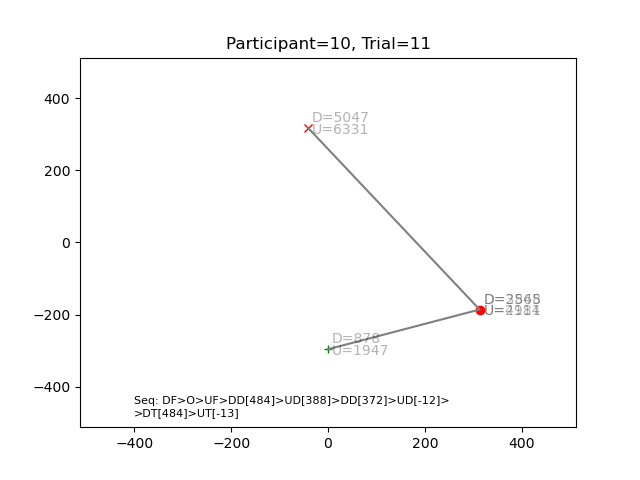 Participant=10, Trial=11
400
200
0
−200
−400
D=5047
U=6331
D=878
U=1947
Seq: DF>O>UF>DD[484]>UD[388]>DD[372]>UD[-12]>
>DT[484]>UT[-13]
−400
−200
0
200
400